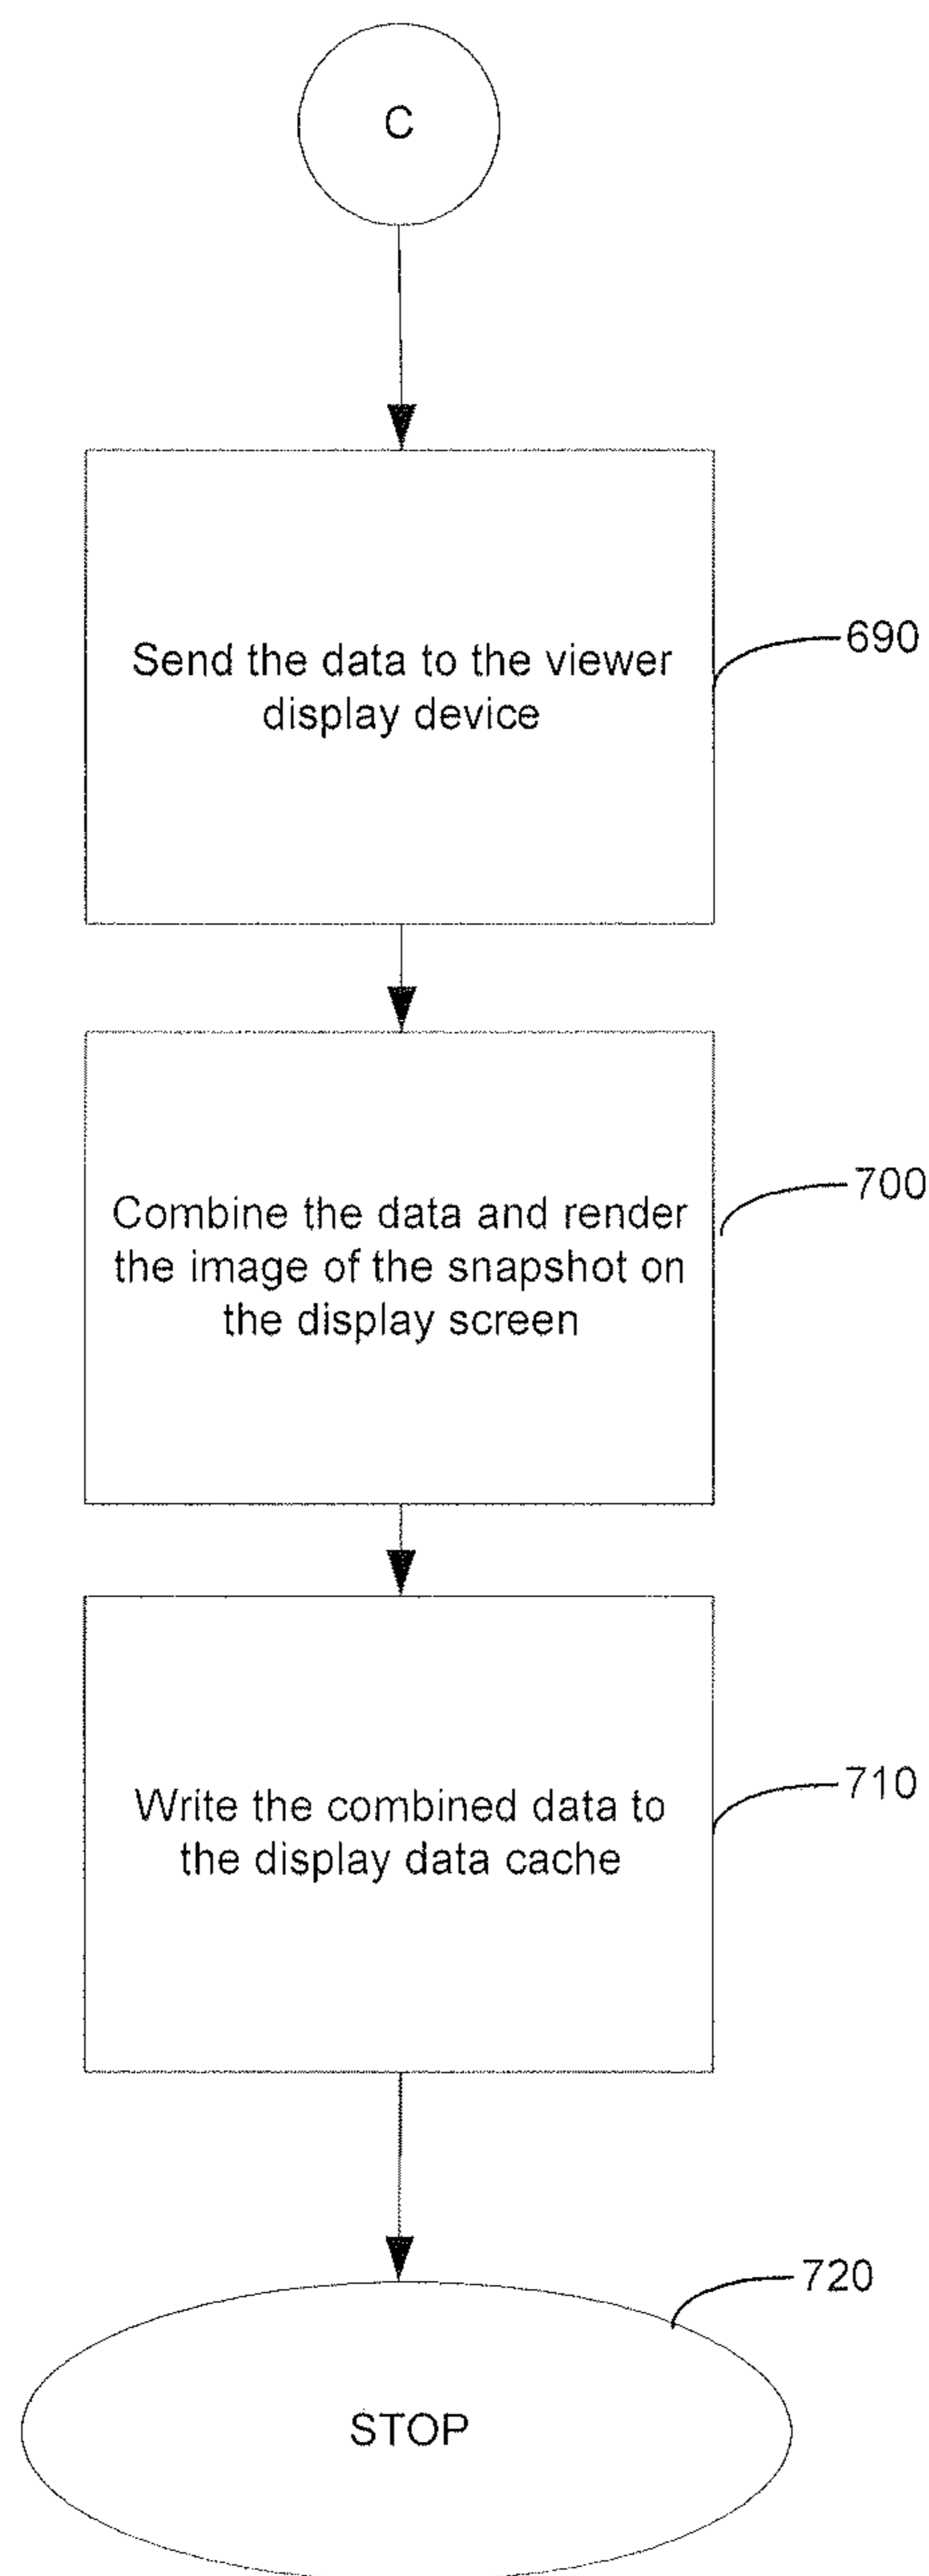 C
Send the data to the viewer
display device
690
Combine the data and render
the image of the snapshot on
the display screen
700
Write the combined data to
the display data cache
710
720
STOP